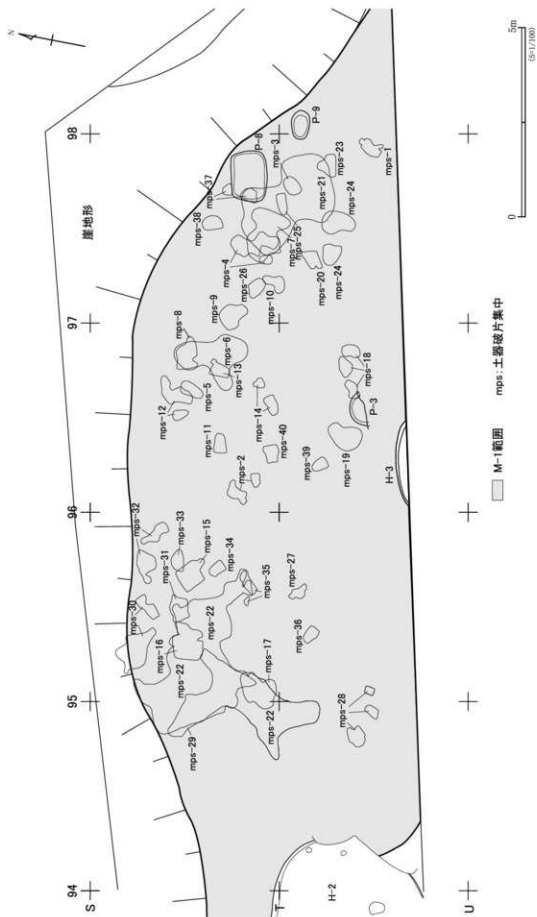 N
崖地形
98
97
96
95
94
S
T
U
P-9
P-8
mps-3
mps-1
mps-37
mps-23
mps-21
mps-38
mps-24
mps-25
mps-7
mps-4
mps-20
mps-24
mps-26
mps-10
mps-9
mps-8
mps-6
mps-13
mps-18
mps-5
mps-12
mps-14
P-3
mps-11
mps-40
mps-19
mps-39
H-3
mps-2
mps-32
mps-33
mps-15
mps-31
mps-34
mps-35
mps-27
mps-30
mps-22
mps-16
mps-36
mps-22
mps-17
mps-22
mps-28
mps-29
H-2
M-1範囲
mps:土器破片集中
0
5m
(S=1/100)